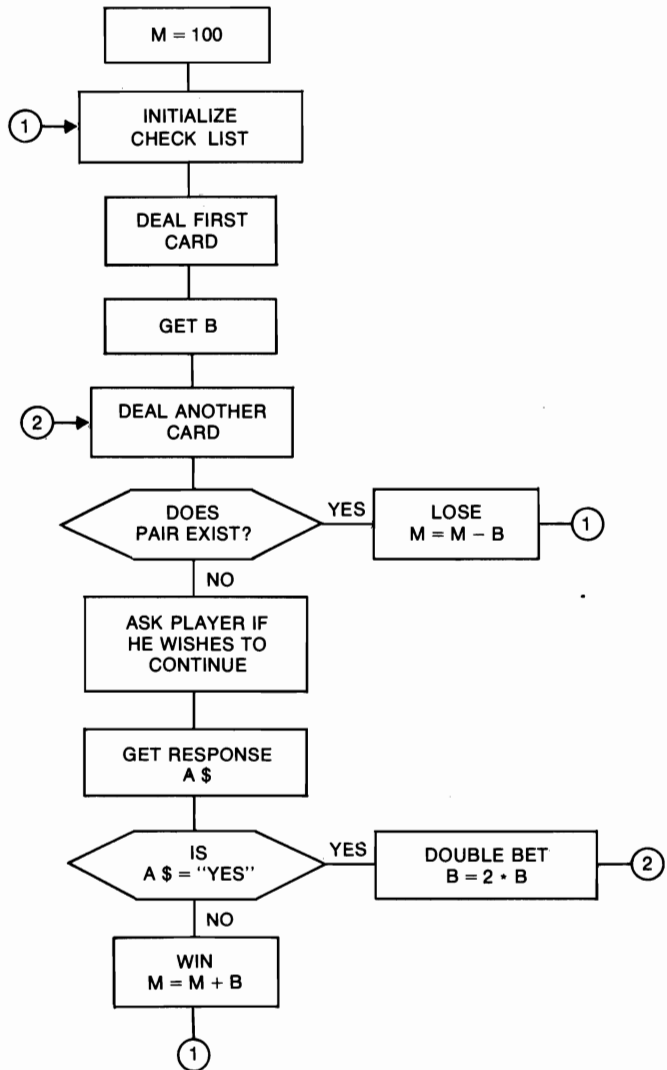 M = 100
1
INITIALIZE
CHECK LIST
DEAL FIRST
CARD
GET B
2
DEAL ANOTHER
CARD
DOES
PAIR EXIST?
YES
LOSE
M = M – B
1
NO
ASK PLAYER IF
HE WISHES TO
CONTINUE
GET RESPONSE
A $
IS
A $ = "YES"
YES
DOUBLE BET
B = 2 * B
2
NO
WIN
M = M + B
1